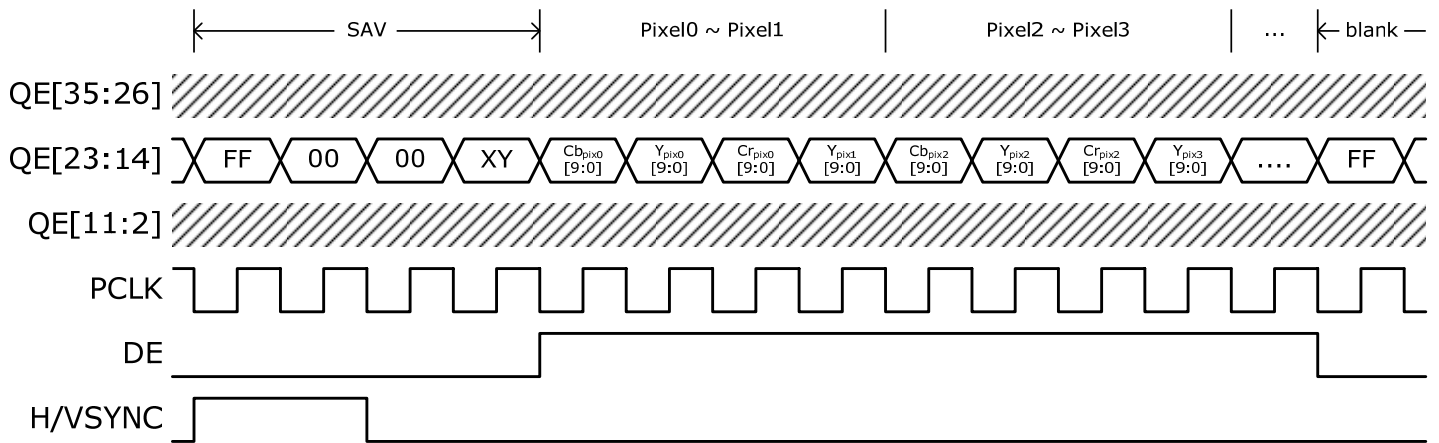 SAV Pixel0 ~ Pixel1 Pixel2 ~ Pixel3 ... blank
QE[35:26]
QE[23:14] FF 00 00 XY Cbpix0 [9:0] Ypix0 [9:0] Crpix0 [9:0] Ypix1 [9:0] Cbpix2 [9:0] Ypix2 [9:0] Crpix2 [9:0] Ypix3 [9:0] .... FF
QE[11:2]
PCLK
DE
H/VSYNC